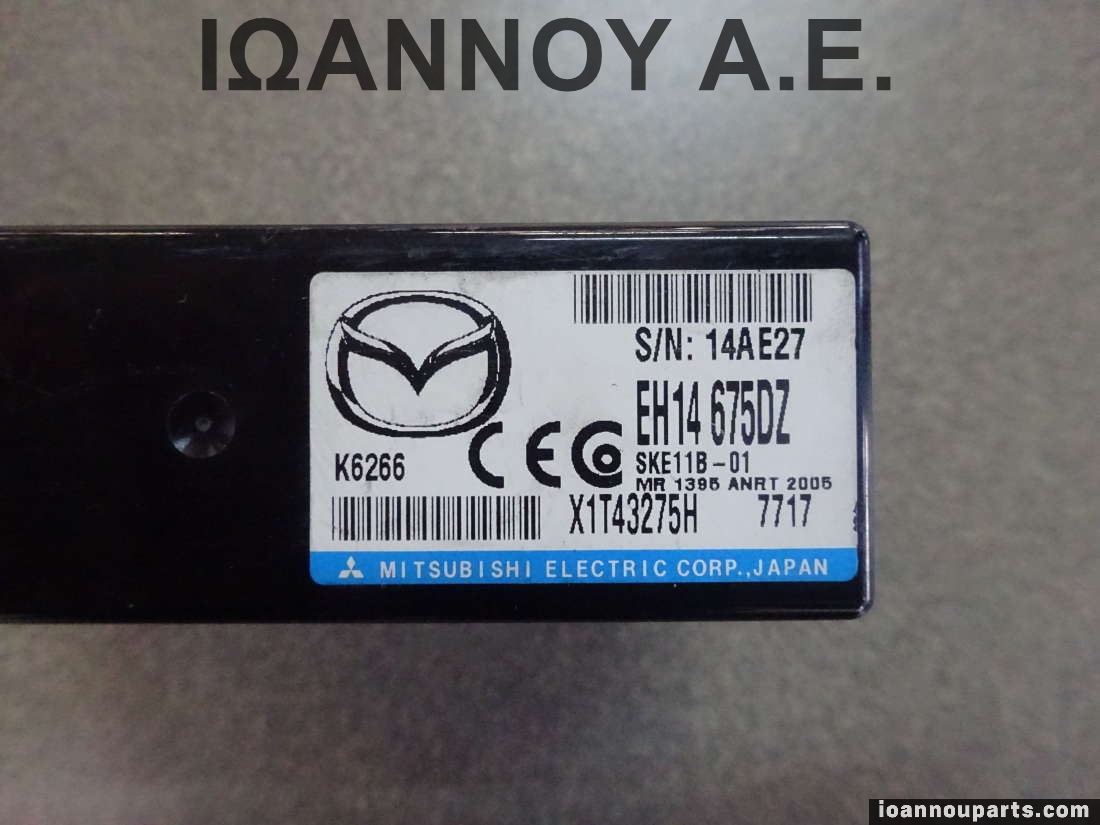 ΙΩΑΝΝΟΥ Α.Ε.
S/N: 14AE27
EH14 675DZ
K6266
CE
SKE11B-01
MR 1395 ANRT 2005
X1T43275H 7717
MITSUBISHI ELECTRIC CORP.,JAPAN
ioannouparts.com